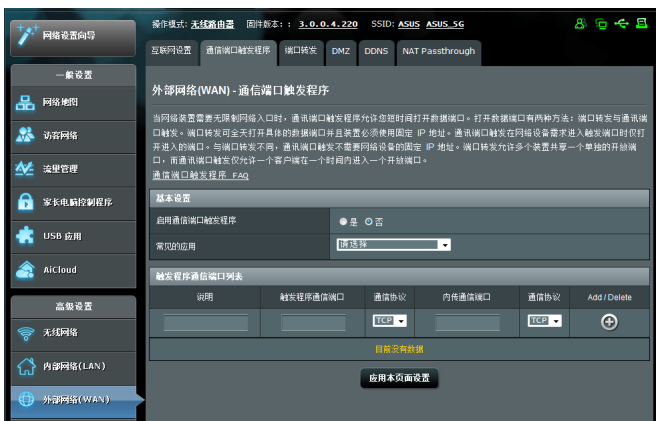 网络设置向导
操作模式: 无线路由器 固件版本: : 3.0.0.4.220 SSID: ASUS ASUS_5G
互联网设置 通信端口触发程序 端口转发 DMZ DDNS NAT Passthrough
一般设置
网络地图
访客网络
流量管理
家长电脑控制程序
USB 应用
AiCloud
高级设置
无线网络
内部网络(LAN)
外部网络(WAN)
外部网络(WAN) - 通信端口触发程序
当网络装置需要无限制网络入口时，通讯端口触发程序允许您短时间打开数据端口。打开数据端口有两种方法：端口转发与通讯端
口触发。端口转发可全天打开具体的数据端口并且装置必须使用固定 IP 地址。通讯端口触发在网络设备需求进入触发端口时仅打
开进入的端口。与端口转发不同，通讯端口触发不需要网络设备的固定 IP 地址。端口转发允许多个装置共享一个单独的开放端
口，而通讯端口触发仅允许一个客户端在一个时间内进入一个开放端口。
通信端口触发程序 FAQ
基本设置
启用通信端口触发程序 是 否
常见的应用 请选择
触发程序通信端口列表
说明 触发程序通信端口 通信协议 内传通信端口 通信协议 Add / Delete
TCP TCP
目前没有数据
应用本页面设置